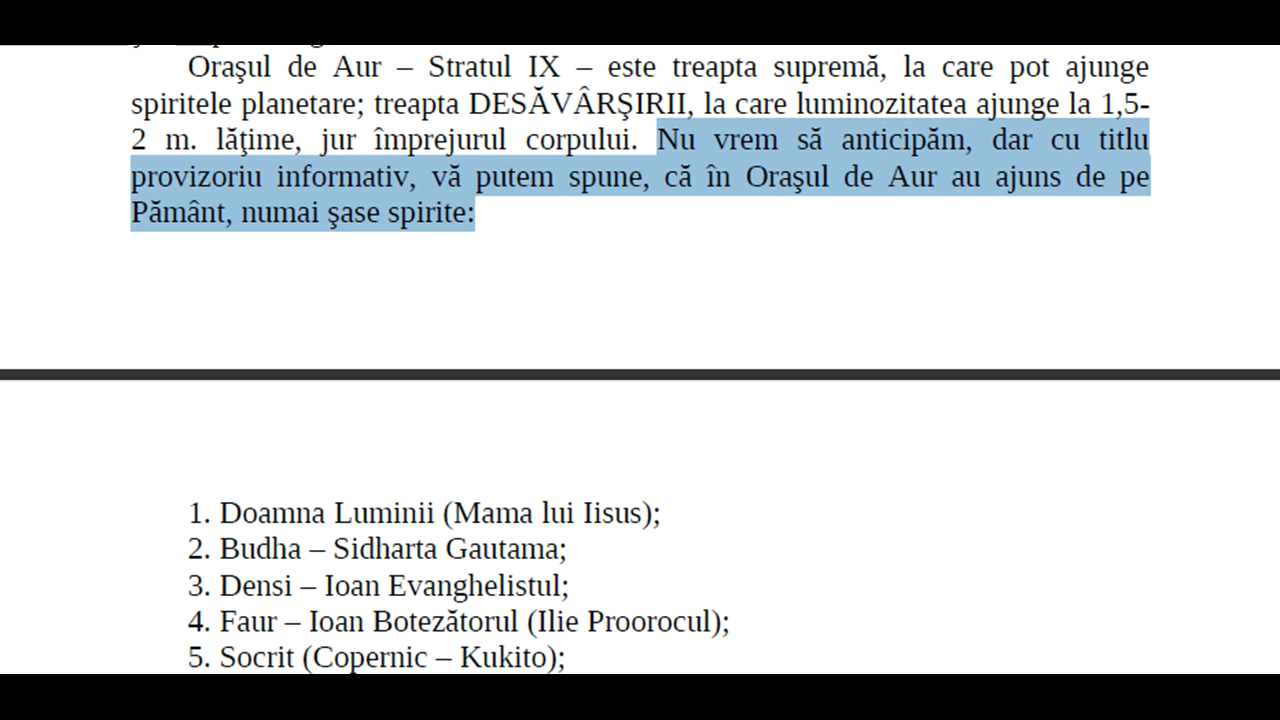 Oraşul de Aur – Stratul IX – este treapta supremă, la care pot ajunge
spiritele planetare; treapta DESĂVÂRŞIRII, la care luminozitatea ajunge la 1,5-
2 m. lăţime, jur împrejurul corpului. Nu vrem să anticipăm, dar cu titlu
provizoriu informativ, vă putem spune, că în Oraşul de Aur au ajuns de pe
Pământ, numai şase spirite:
1. Doamna Luminii (Mama lui Iisus);
2. Budha – Sidharta Gautama;
3. Densi – Ioan Evanghelistul;
4. Faur – Ioan Botezătorul (Ilie Proorocul);
5. Socrit (Copernic – Kukito);